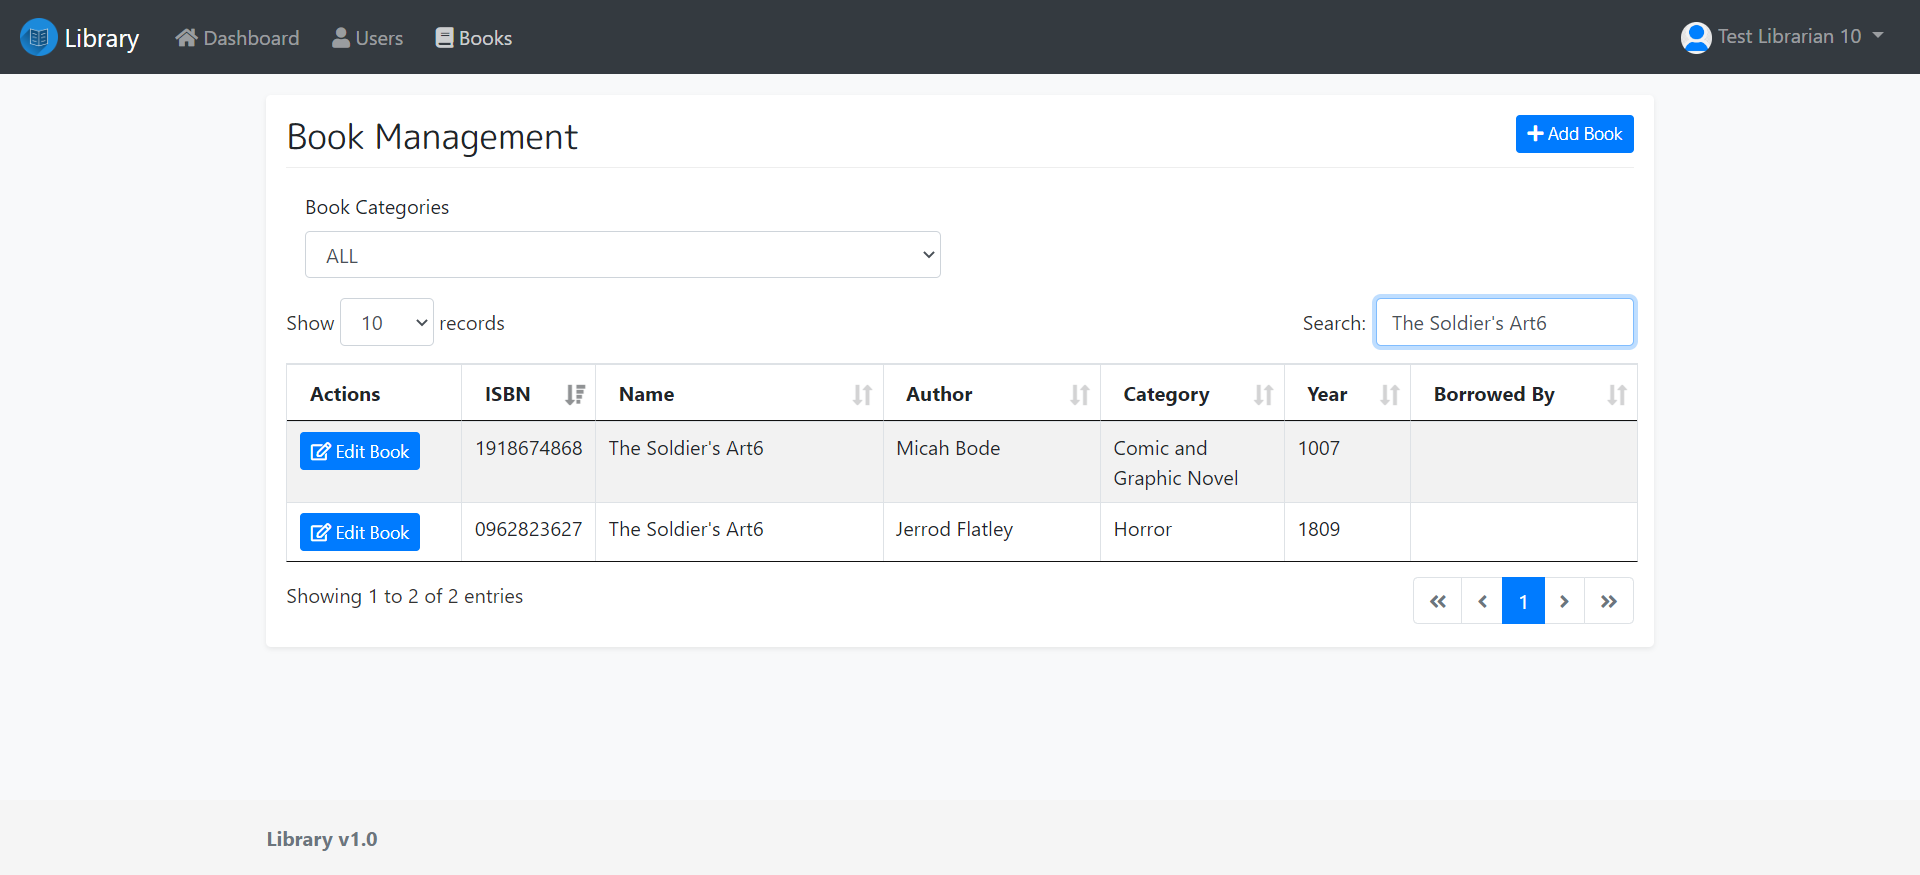 Library Dashboard Users Books Test Librarian 10
Book Management Add Book
Book Categories
ALL
Show 10 records Search: The Soldier's Art6
Actions ISBN Name Author Category Year Borrowed By
Edit Book 1918674868 The Soldier's Art6 Micah Bode Comic and 1007
Graphic Novel
Edit Book 0962823627 The Soldier's Art6 Jerrod Flatley Horror 1809
Showing 1 to 2 of 2 entries « ‹ 1 › »
Library v1.0